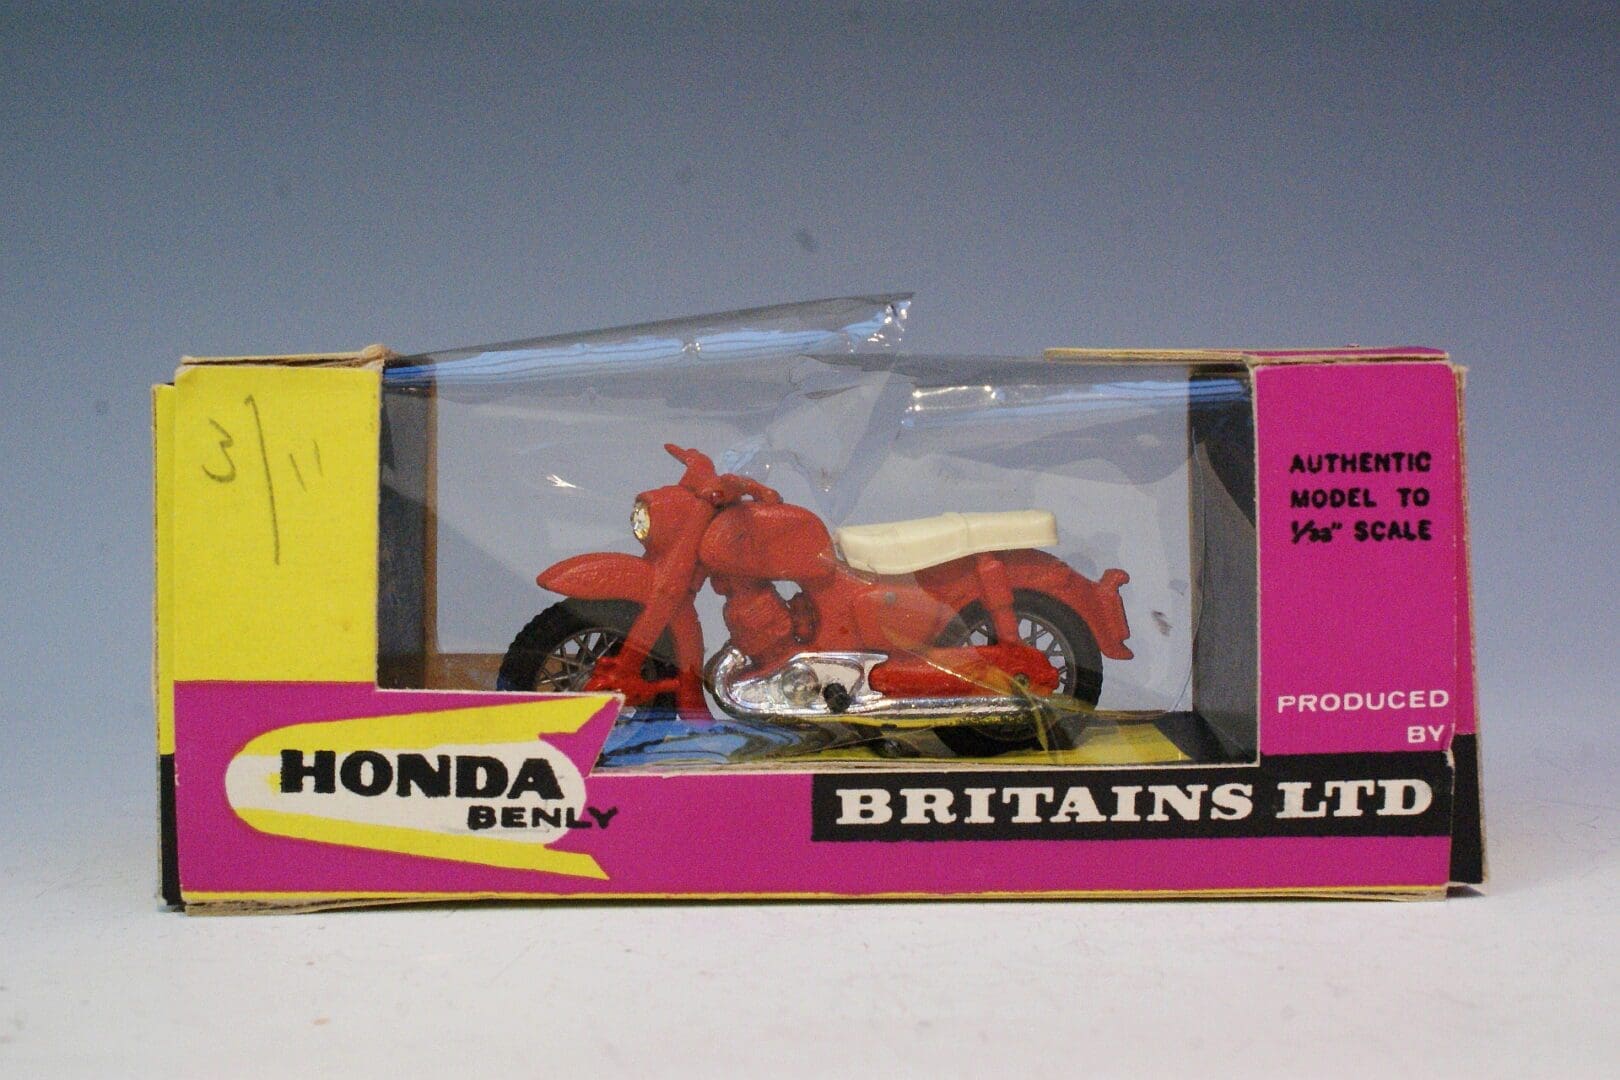 3/11
AUTHENTIC
MODEL TO
1/32" SCALE
PRODUCED
BY
HONDA
BENLY
BRITAINS LTD